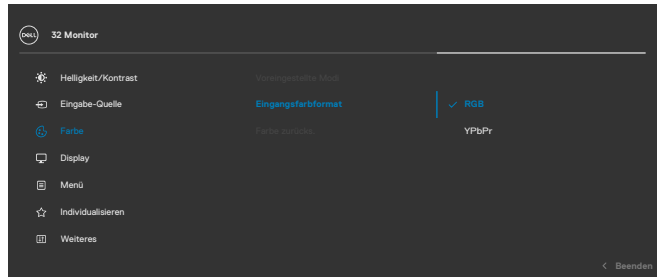 DELL 32 Monitor
Helligkeit/Kontrast Voreingestellte Modi
Eingabe-Quelle Eingangsfarbformat RGB
Farbe Farbe zurücks. YPbPr
Display
Menü
Individualisieren
Weiteres
Beenden